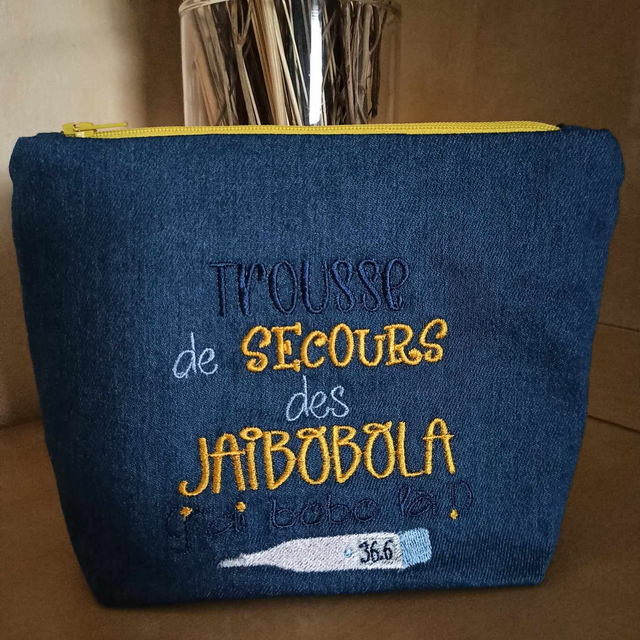 Trousse
de SECOURS
des
JAIBOBOLA
j'ai bobo là !
36.6